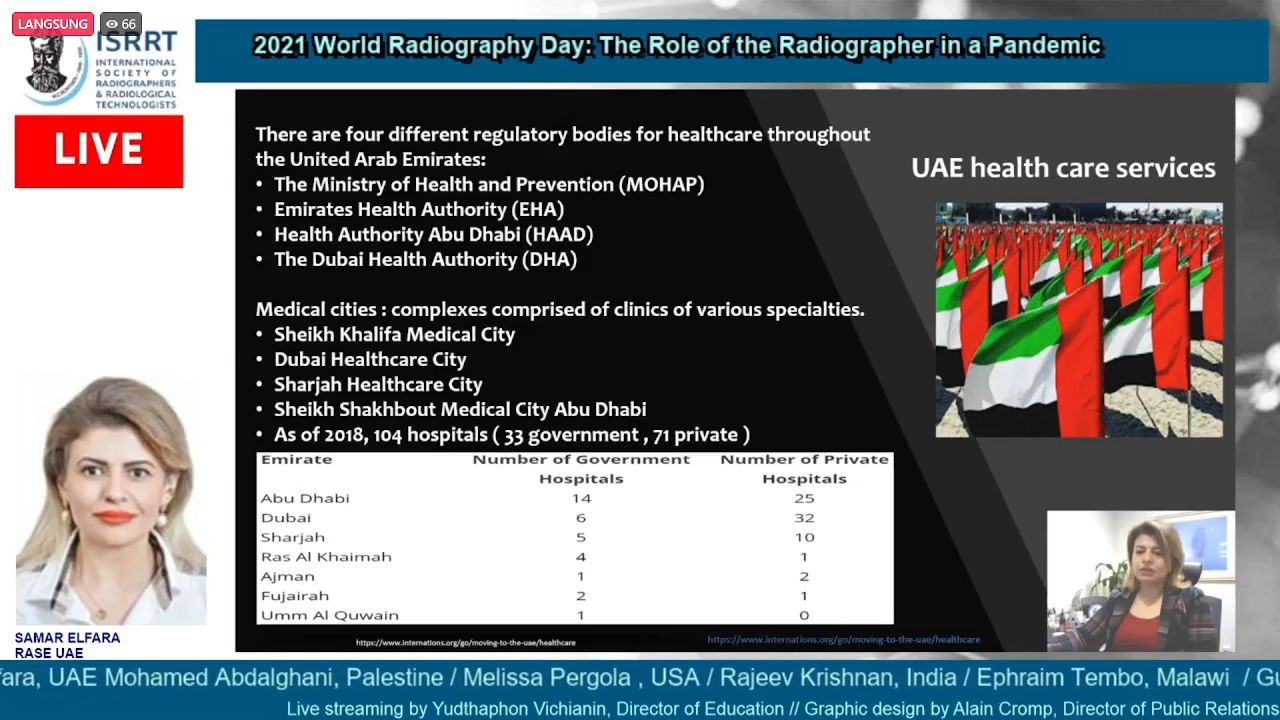 LANGSUNG 66
ISRRT
INTERNATIONAL
SOCIETY OF
RADIOGRAPHERS
& RADIOLOGICAL
TECHNOLOGISTS
2021 World Radiography Day: The Role of the Radiographer in a Pandemic
LIVE
There are four different regulatory bodies for healthcare throughout
the United Arab Emirates:
• The Ministry of Health and Prevention (MOHAP)
• Emirates Health Authority (EHA)
• Health Authority Abu Dhabi (HAAD)
• The Dubai Health Authority (DHA)
Medical cities : complexes comprised of clinics of various specialties.
• Sheikh Khalifa Medical City
• Dubai Healthcare City
• Sharjah Healthcare City
• Sheikh Shakhbout Medical City Abu Dhabi
• As of 2018, 104 hospitals ( 33 government , 71 private )
UAE health care services
Emirate Number of Government Number of Private
Hospitals Hospitals
Abu Dhabi 14 25
Dubai 6 32
Sharjah 5 10
Ras Al Khaimah 4 1
Ajman 1 2
Fujairah 2 1
Umm Al Quwain 1 0
https://www.internations.org/go/moving-to-the-uae/healthcare
https://www.internations.org/go/moving-to-the-uae/healthcare
SAMAR ELFARA
RASE UAE
fara, UAE Mohamed Abdalghani, Palestine / Melissa Pergola , USA / Rajeev Krishnan, India / Ephraim Tembo, Malawi / Gu
Live streaming by Yudthaphon Vichianin, Director of Education // Graphic design by Alain Cromp, Director of Public Relations